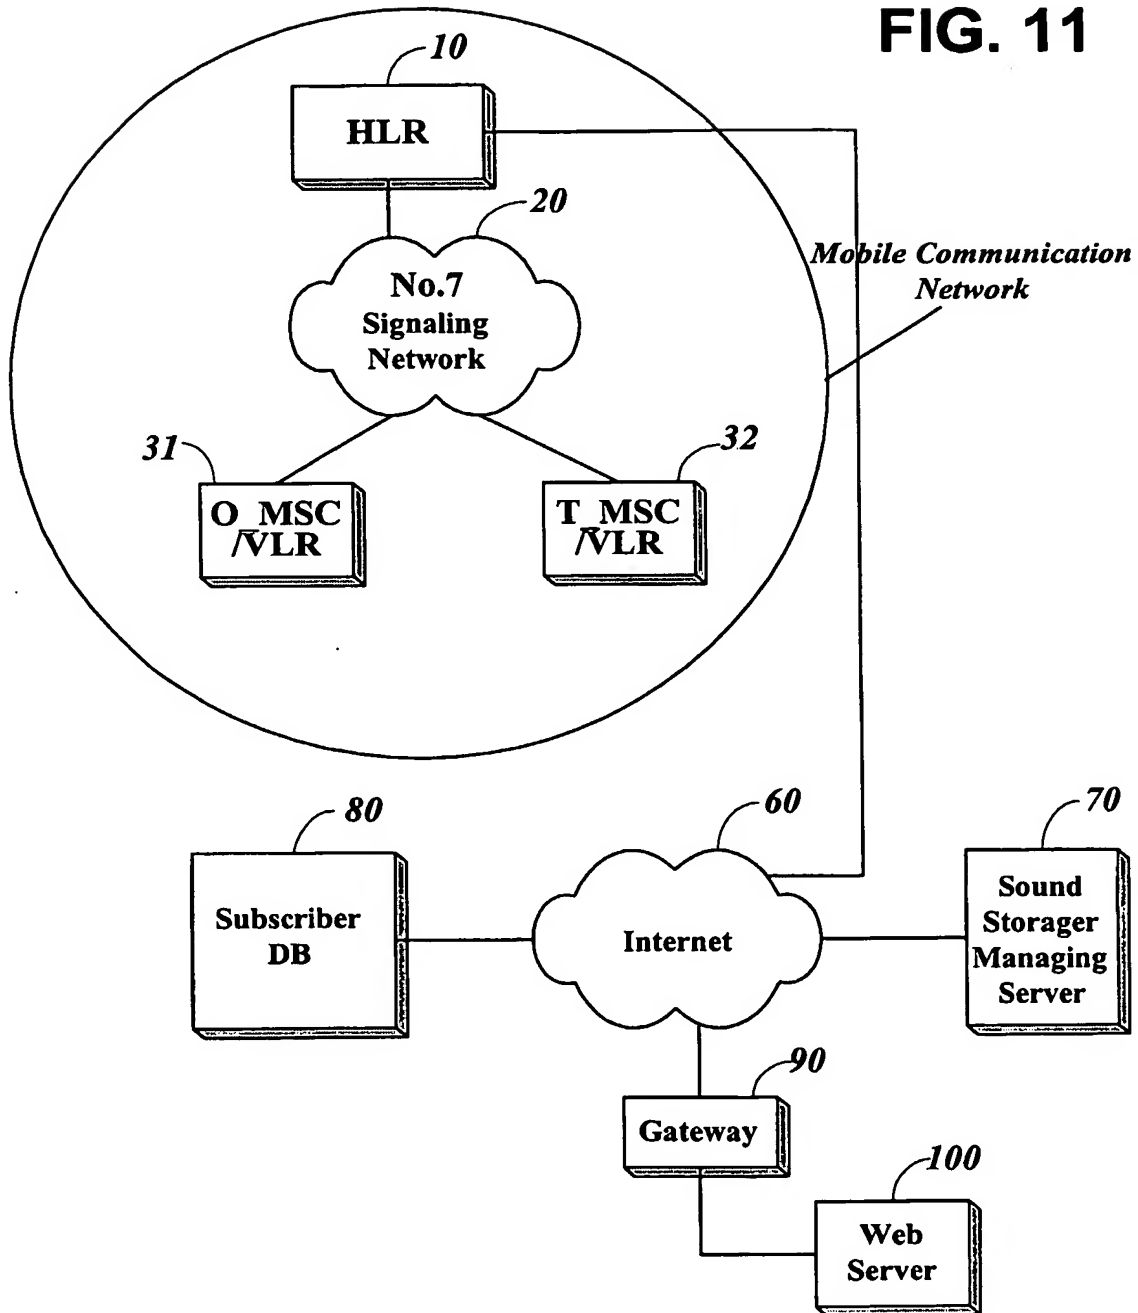 FIG. 11
10
HLR
20
No.7
Signaling
Network
Mobile Communication
Network
31
32
O_MSC
/VLR
T_MSC
/VLR
80
60
70
Subscriber
DB
Internet
Sound
Storager
Managing
Server
90
Gateway
100
Web
Server